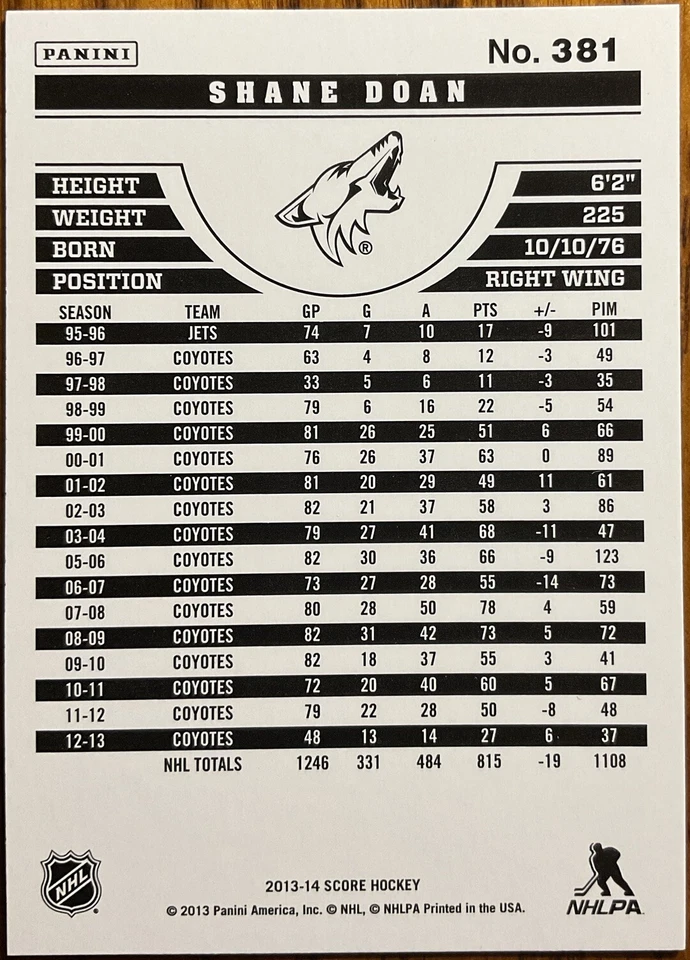 PANINI No. 381
SHANE DOAN
®
HEIGHT 6'2"
WEIGHT 225
BORN 10/10/76
POSITION RIGHT WING
SEASON TEAM GP G A PTS +/- PIM
95-96 JETS 74 7 10 17 -9 101
96-97 COYOTES 63 4 8 12 -3 49
97-98 COYOTES 33 5 6 11 -3 35
98-99 COYOTES 79 6 16 22 -5 54
99-00 COYOTES 81 26 25 51 6 66
00-01 COYOTES 76 26 37 63 0 89
01-02 COYOTES 81 20 29 49 11 61
02-03 COYOTES 82 21 37 58 3 86
03-04 COYOTES 79 27 41 68 -11 47
05-06 COYOTES 82 30 36 66 -9 123
06-07 COYOTES 73 27 28 55 -14 73
07-08 COYOTES 80 28 50 78 4 59
08-09 COYOTES 82 31 42 73 5 72
09-10 COYOTES 82 18 37 55 3 41
10-11 COYOTES 72 20 40 60 5 67
11-12 COYOTES 79 22 28 50 -8 48
12-13 COYOTES 48 13 14 27 6 37
NHL TOTALS 1246 331 484 815 -19 1108
NHL
2013-14 SCORE HOCKEY
© 2013 Panini America, Inc. © NHL, © NHLPA Printed in the USA.
NHLPA